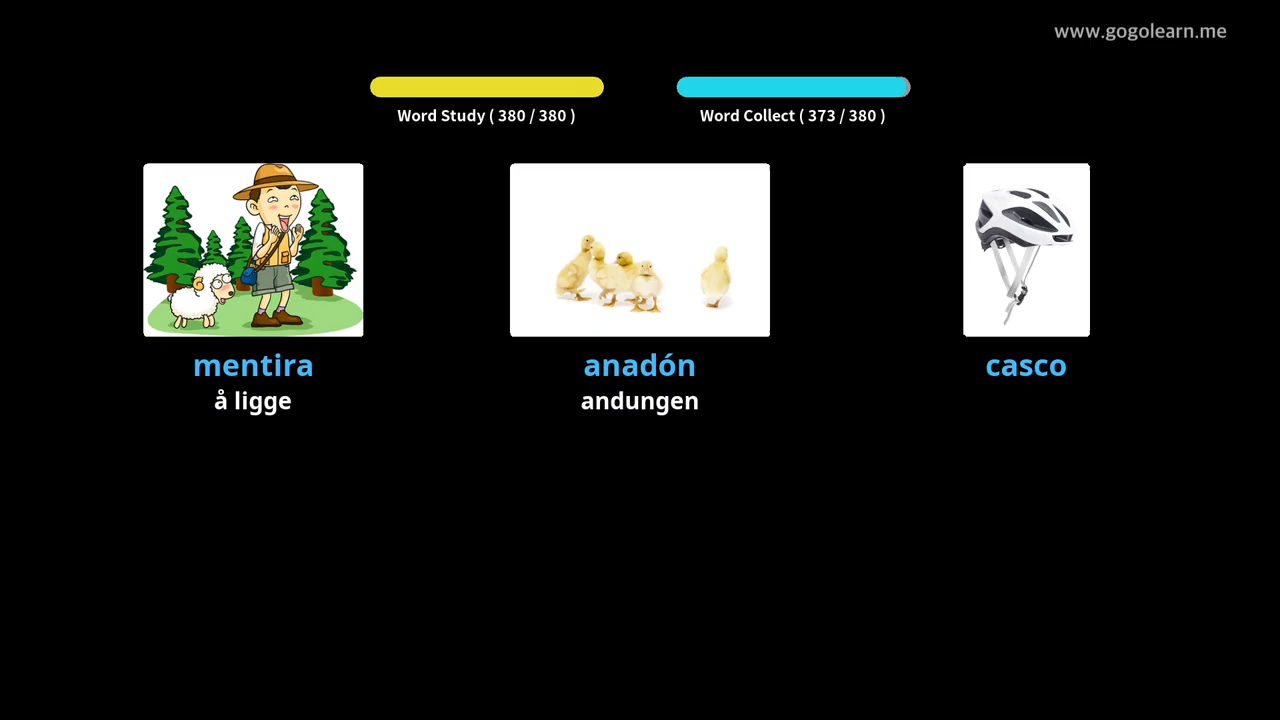 www.gogolearn.me
Word Study ( 380 / 380 )
Word Collect ( 373 / 380 )
mentira
anadón
casco
å ligge
andungen